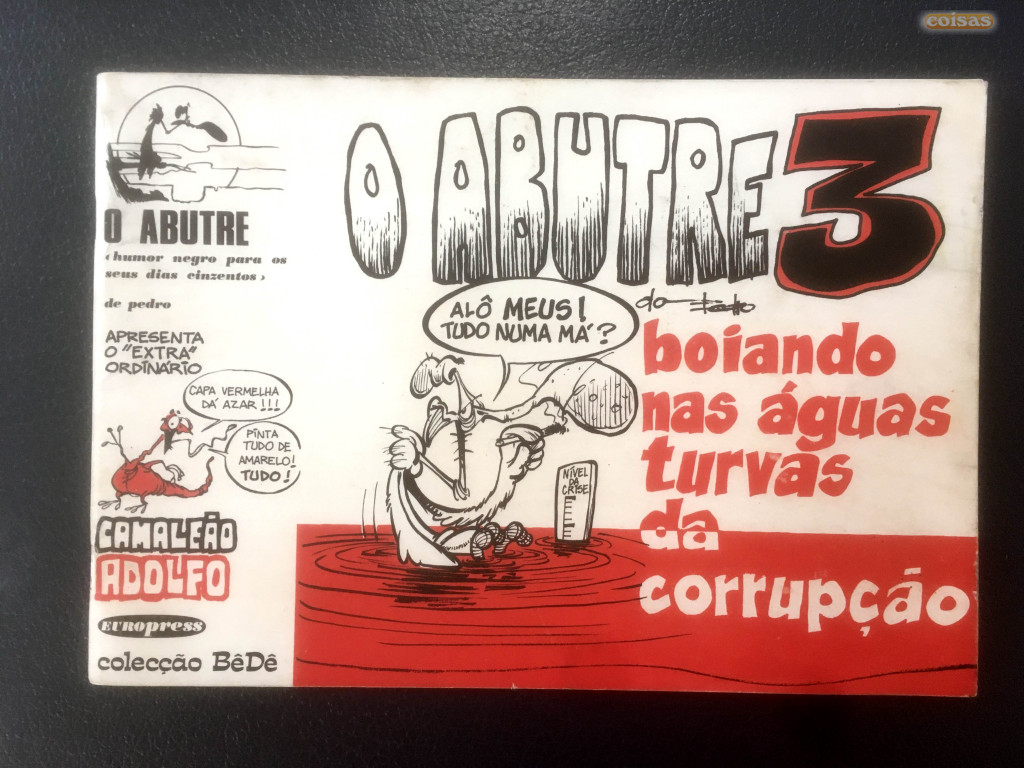 coisas
O ABUTRE
‹humor negro para os
seus dias cinzentos›
de pedro
APRESENTA
O "EXTRA"
ORDINÁRIO
CAPA VERMELHA
DÁ AZAR!!!
PINTA
TUDO DE
AMARELO!
TUDO!
CAMALEÃO
ADOLFO
EUROpress
colecção BêDê
O ABUTRE 3
do Pedro
ALÔ MEUS!
TUDO NUMA MÁ?
NÍVEL
DA
CRISE
boiando
nas águas
turvas
da
corrupção